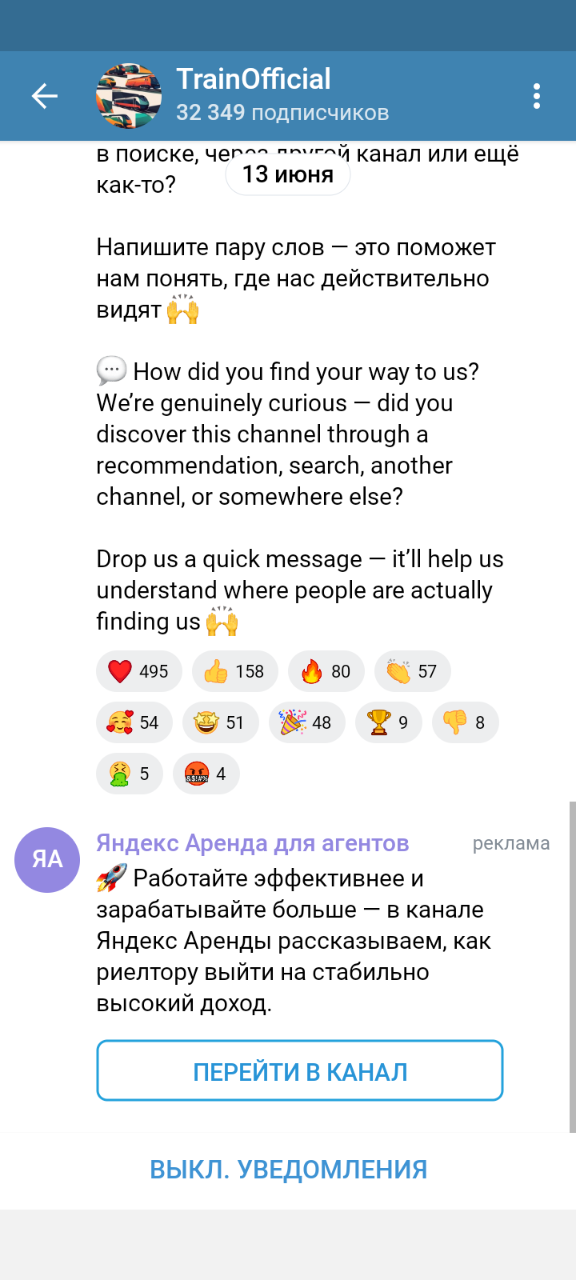 TrainOfficial
32 349 подписчиков
в поиске, через другой канал или ещё
13 июня
как-то?
Напишите пару слов — это поможет
нам понять, где нас действительно
видят 🙌
💬 How did you find your way to us?
We’re genuinely curious — did you
discover this channel through a
recommendation, search, another
channel, or somewhere else?
Drop us a quick message — it’ll help us
understand where people are actually
finding us 🙌
❤️ 495 👍 158 🔥 80 👏 57
🥰 54 🤩 51 🎉 48 🏆 9 👎 8
🤮 5 🤬 4
ЯА
Яндекс Аренда для агентов реклама
🚀 Работайте эффективнее и
зарабатывайте больше — в канале
Яндекс Аренды рассказываем, как
риелтору выйти на стабильно
высокий доход.
ПЕРЕЙТИ В КАНАЛ
ВЫКЛ. УВЕДОМЛЕНИЯ